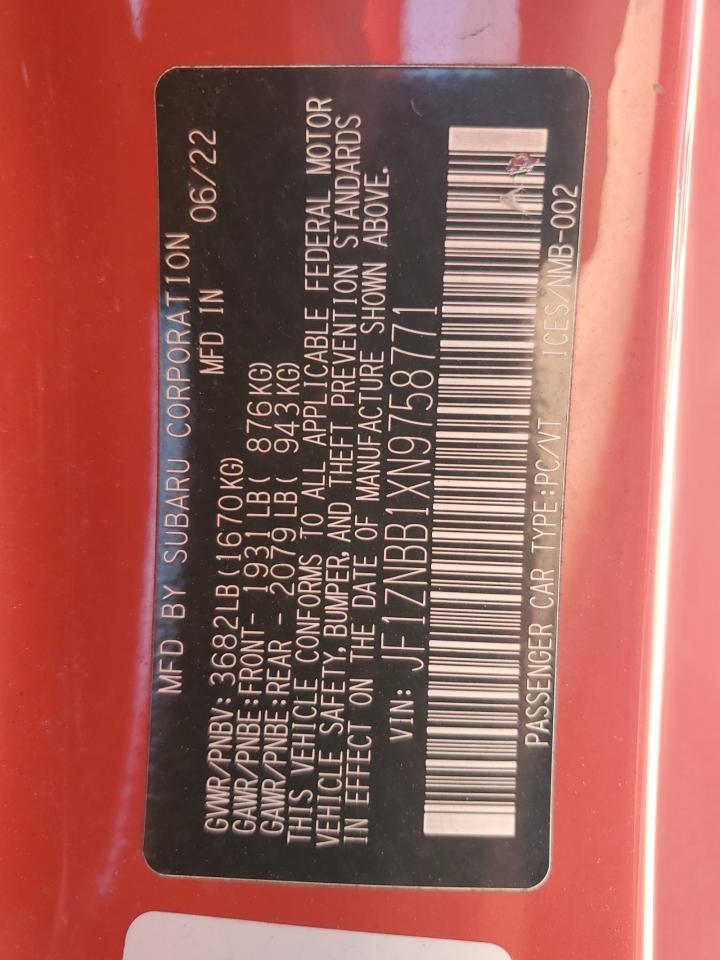 MFD BY SUBARU CORPORATION
MFD IN 06/22
GVWR/PNBV: 3682LB(1670KG)
GAWR/PNBE:FRONT- 1931LB( 876KG)
GAWR/PNBE:REAR - 2079LB( 943KG)
THIS VEHICLE CONFORMS TO ALL APPLICABLE FEDERAL MOTOR
VEHICLE SAFETY, BUMPER, AND THEFT PREVENTION STANDARDS
IN EFFECT ON THE DATE OF MANUFACTURE SHOWN ABOVE.
VIN: JF1ZNBB1XN9758771
PASSENGER CAR TYPE:PC/VT ICES/NMB-002